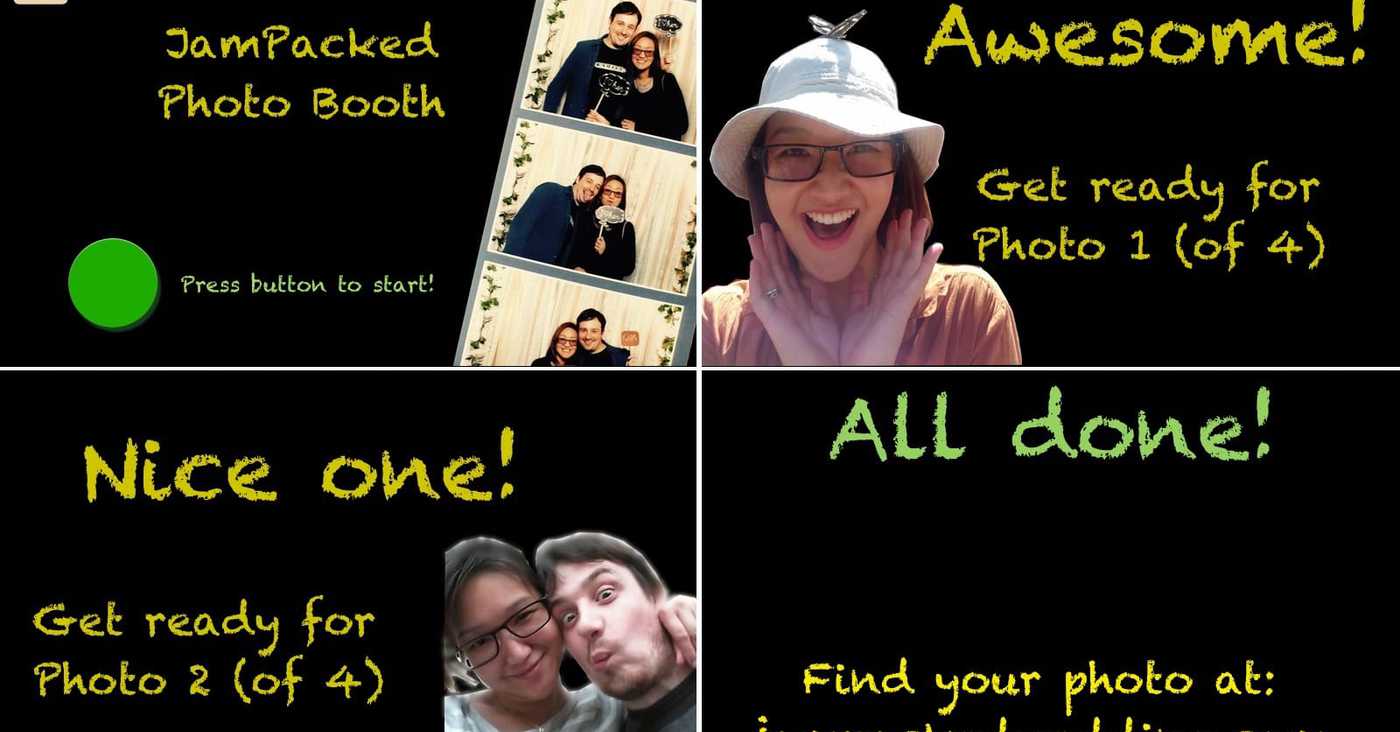 JamPacked
Photo Booth
Press button to start!
Awesome!
Get ready for
Photo 1 (of 4)
Nice one!
Get ready for
Photo 2 (of 4)
All done!
Find your photo at: